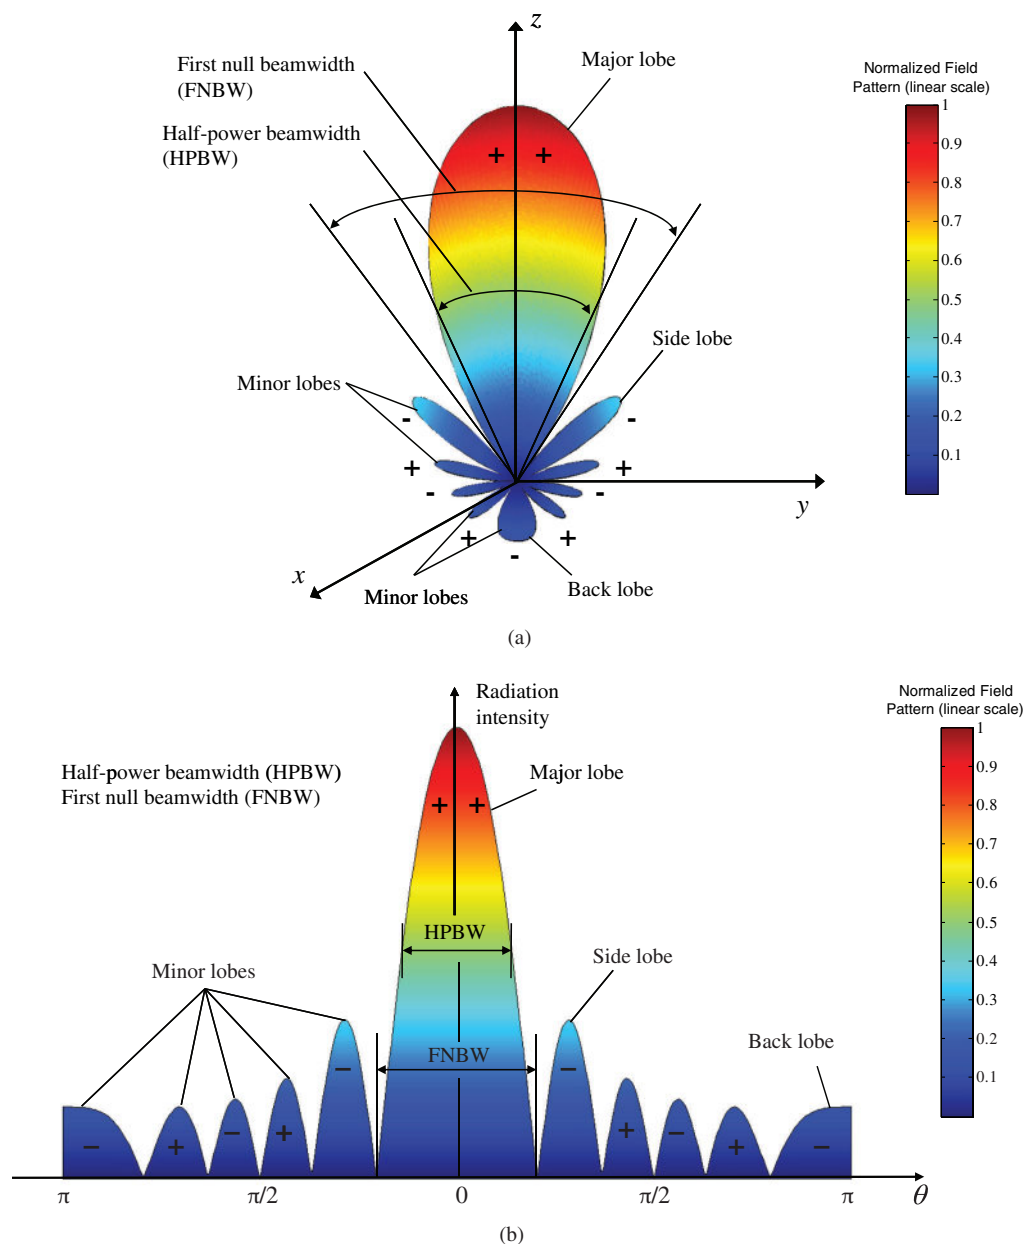 z
First null beamwidth
(FNBW)
Major lobe
Normalized Field
Pattern (linear scale)
Half-power beamwidth
(HPBW)
+ +
1
0.9
0.8
0.7
0.6
0.5
0.4
0.3
0.2
0.1
Side lobe
Minor lobes
- -
+ +
- -
y
+ +
-
x
Minor lobes
Back lobe
(a)
Radiation
intensity
Normalized Field
Pattern (linear scale)
Half-power beamwidth (HPBW)
First null beamwidth (FNBW)
Major lobe
+ +
1
0.9
0.8
0.7
0.6
0.5
0.4
0.3
0.2
0.1
HPBW
Minor lobes
Side lobe
FNBW
Back lobe
− + − + − − + − + −
π π/2 0 π/2 π θ
(b)